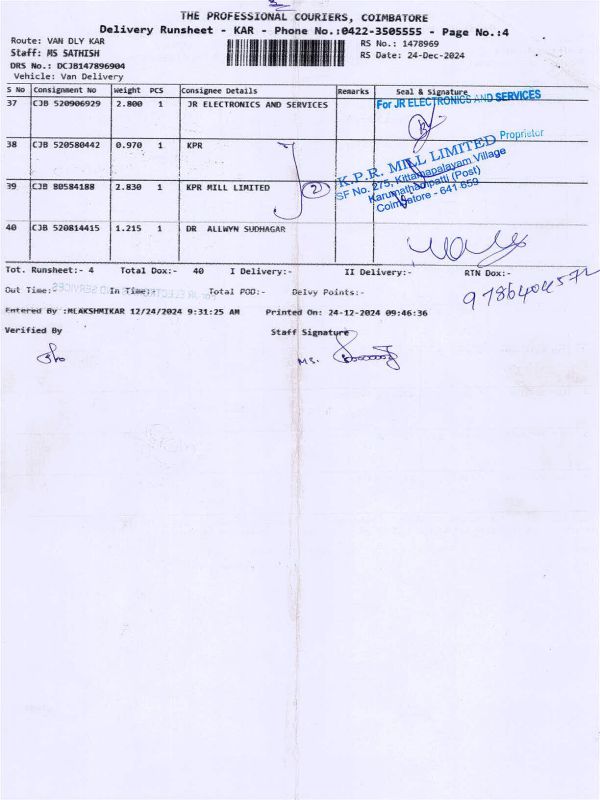 THE PROFESSIONAL COURIERS, COIMBATORE
Delivery Runsheet - KAR - Phone No.:0422-3505555 - Page No.:4
Route: VAN DLY KAR
RS No.: 1478969
Staff: MS SATHISH
RS Date: 24-Dec-2024
DRS No.: DCJB147896904
Vehicle: Van Delivery
S No Consignment No Weight PCS Consignee Details Remarks Seal & Signature
37 CJB 520906929 2.800 1 JR ELECTRONICS AND SERVICES
For JR ELECTRONICS AND SERVICES
Proprietor
38 CJB 520580442 0.970 1 KPR
39 CJB 80584188 2.830 1 KPR MILL LIMITED
2
K.P.R. MILL LIMITED
SF No. 275, Kittampalayam Village
Karumathampatti (Post)
Coimbatore - 641 659
40 CJB 520814415 1.215 1 DR ALLWYN SUDHAGAR
Tot. Runsheet:- 4 Total Dox:- 40 I Delivery:- II Delivery:- RTN Dox:-
Out Time:- In Time:- Total POD:- Delvy Points:-
Entered By :MLAKSHMIKAR 12/24/2024 9:31:25 AM Printed On: 24-12-2024 09:46:36
Verified By Staff Signature
MS.